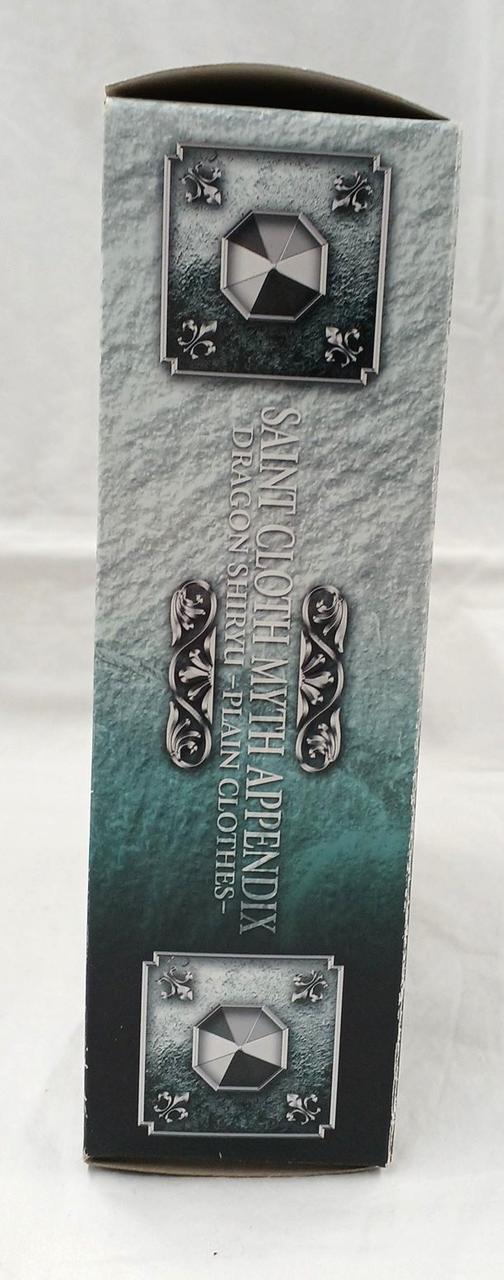 SAINT CLOTH MYTH APPENDIX
DRAGON SHIRYU -PLAIN CLOTHES-